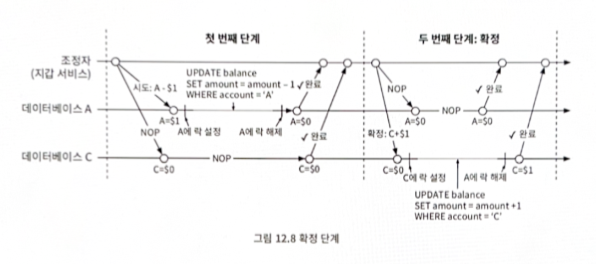 첫 번째 단계
두 번째 단계: 확정
조정자
(지갑 서비스)
시도: A - $1
UPDATE balance
SET amount = amount – 1
WHERE account = 'A'
✓ 완료
NOP
✓ 완료
데이터베이스 A
A=$1
A에 락 설정
A에 락 해제
A=$0
A=$0
NOP
A=$0
NOP
✓ 완료
확정: C+$1
✓ 완료
데이터베이스 C
C=$0
NOP
C=$0
C=$0
C에 락 설정
A에 락 해제
C=$1
UPDATE balance
SET amount = amount +1
WHERE account = 'C'
그림 12.8 확정 단계